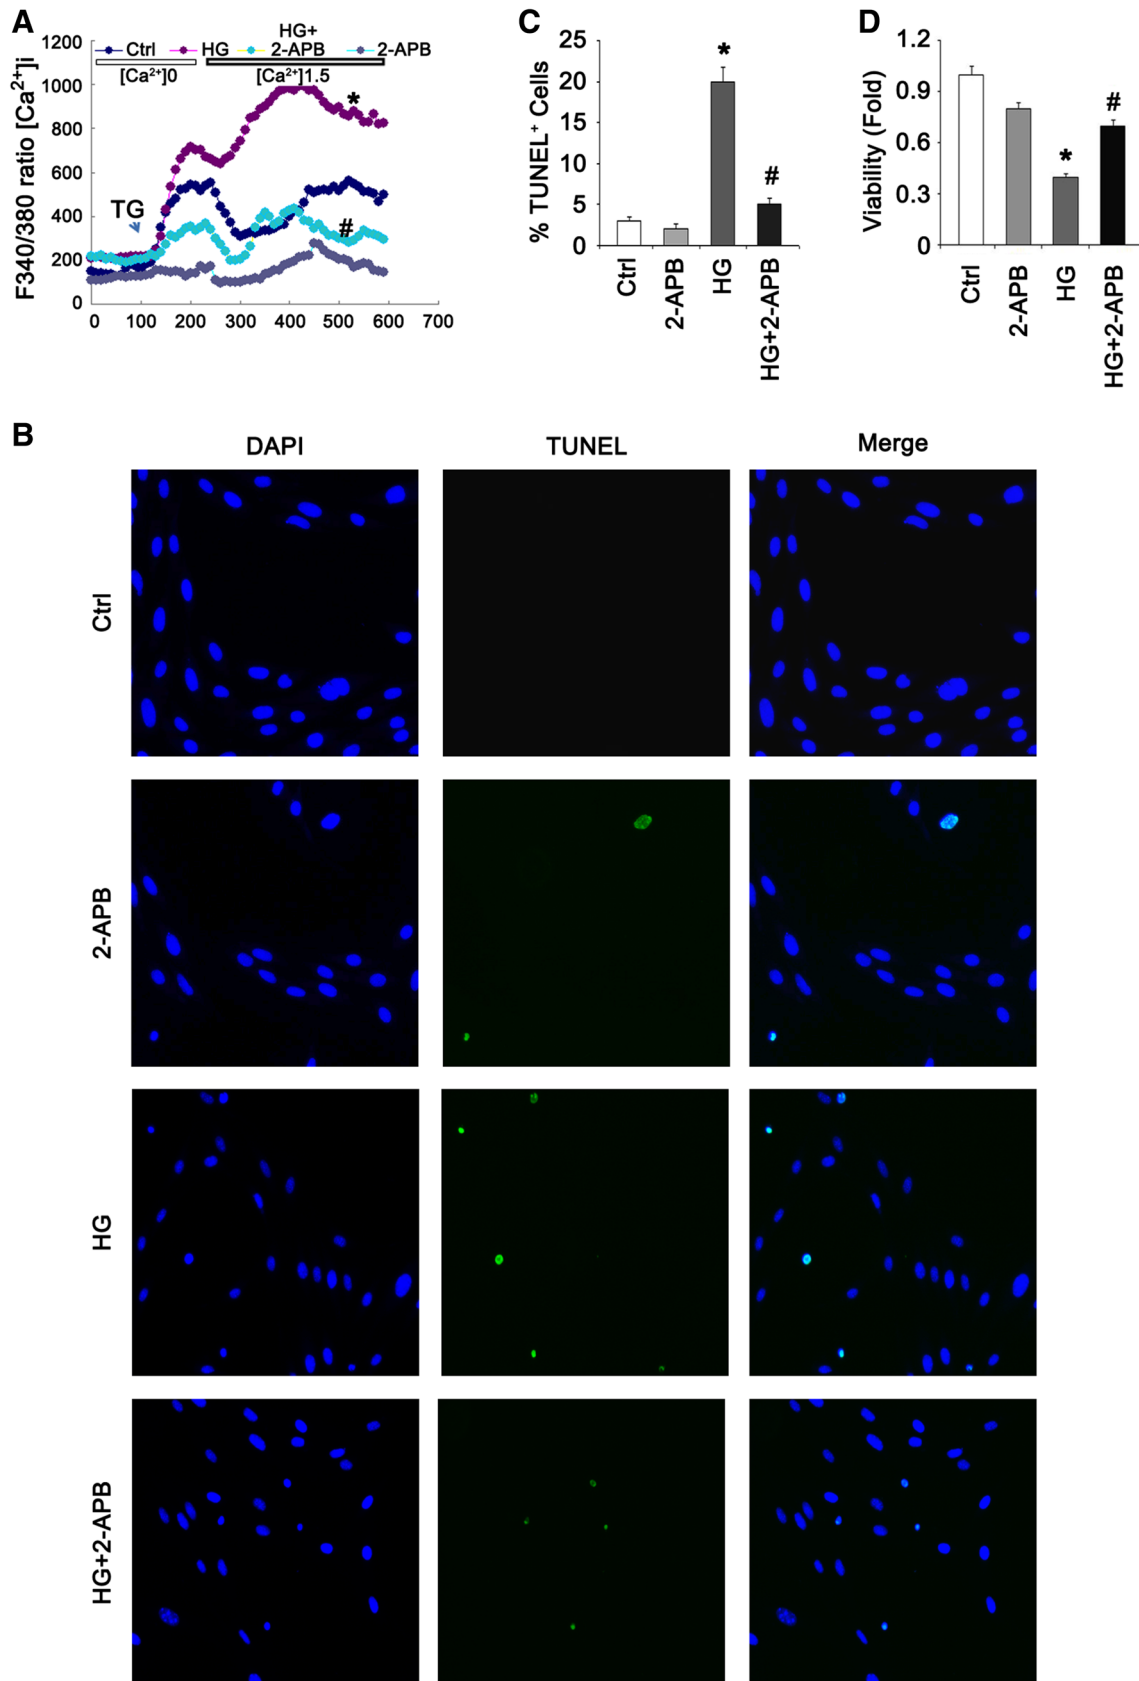 A
F340/380 ratio [Ca²⁺]i
1200
1000
800
600
400
200
0
0 100 200 300 400 500 600 700
Ctrl HG HG+ 2-APB 2-APB
[Ca²⁺]0 [Ca²⁺]1.5
TG
*
#
C
% TUNEL⁺ Cells
25
20
15
10
5
0
*
#
Ctrl
2-APB
HG
HG+2-APB
D
Viability (Fold)
1.2
0.9
0.6
0.3
0
*
#
Ctrl
2-APB
HG
HG+2-APB
B
DAPI TUNEL Merge
Ctrl
2-APB
HG
HG+2-APB